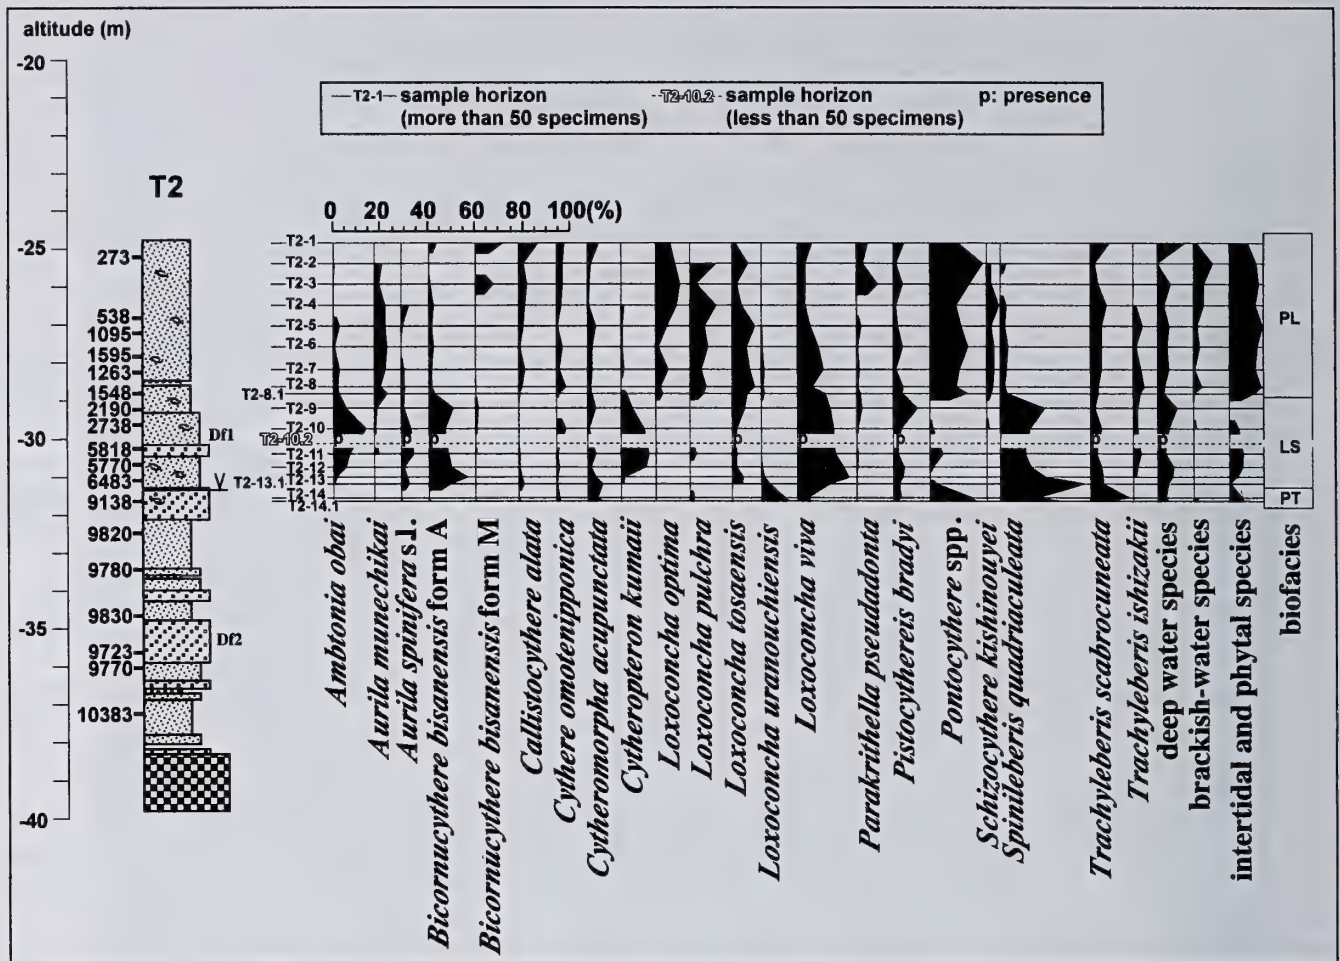 altitude (m)
-20
-25
-30
-35
-40
—T2-1— sample horizon
(more than 50 specimens)
--T2-10.2-- sample horizon
(less than 50 specimens)
p: presence
T2
273
538
1095
1595
1263
1548
2190
2738
5818
5770
6483
9138
9820
9780
9830
9723
9770
10383
Df1
V
Df2
0 20 40 60 80 100(%)
T2-1
T2-2
T2-3
T2-4
T2-5
T2-6
T2-7
T2-8
T2-8.1
T2-9
T2-10
T2-10.2
T2-11
T2-12
T2-13
T2-13.1
T2-14
T2-14.1
p p p p p p p p
Ambtonia obai
Aurila munechikai
Aurila spinifera s.l.
Bicornucythere bisanensis form A
Bicornucythere bisanensis form M
Callistocythere alata
Cythere omotenipponica
Cytheromorpha acupunctata
Cytheropteron kumaii
Loxoconcha optima
Loxoconcha pulchra
Loxoconcha tosaensis
Loxoconcha uranouchiensis
Loxoconcha viva
Parakrithella pseudadonta
Pistocythereis bradyi
Pontocythere spp.
Schizocythere kishinouyei
Spinileberis quadriaculeata
Trachyleberis scabrocuneata
Trachyleberis ishizakii
deep water species
brackish-water species
intertidal and phytal species
biofacies
PL
LS
PT